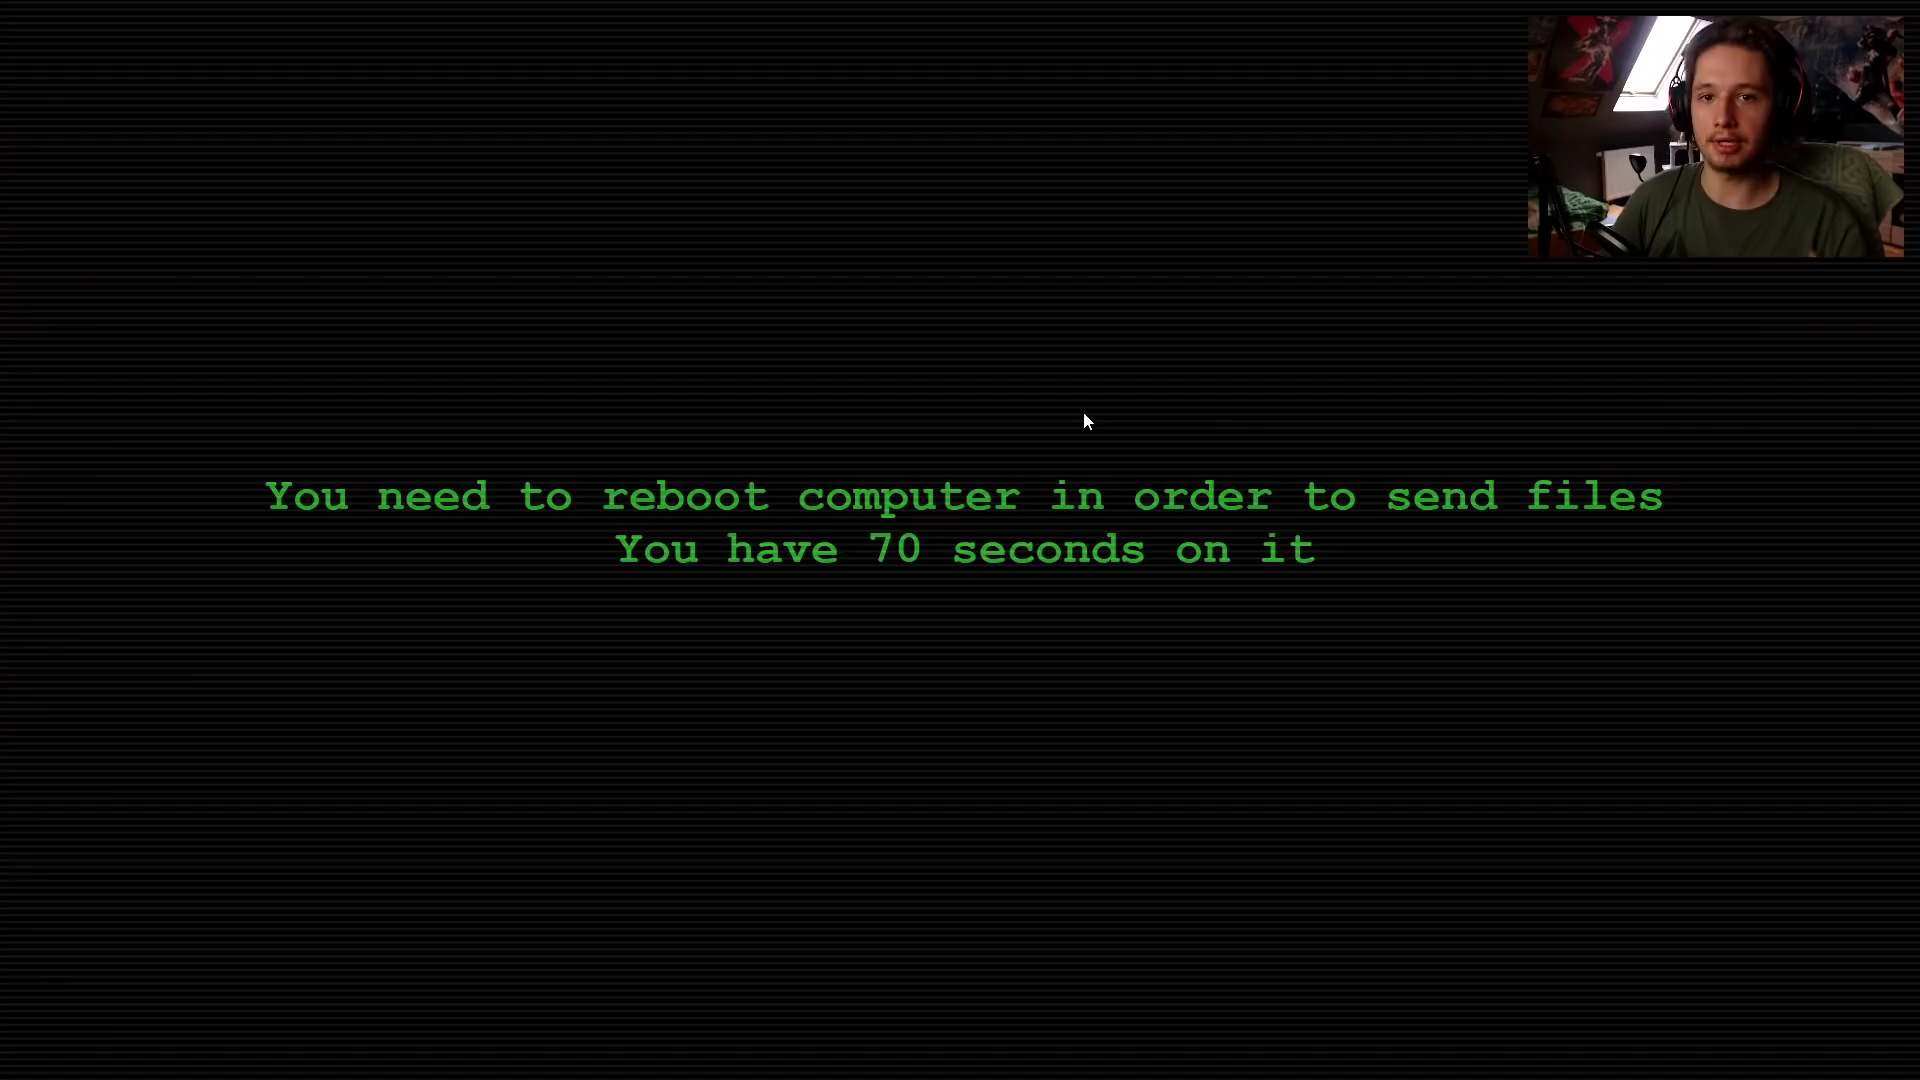 You need to reboot computer in order to send files
You have 70 seconds on it